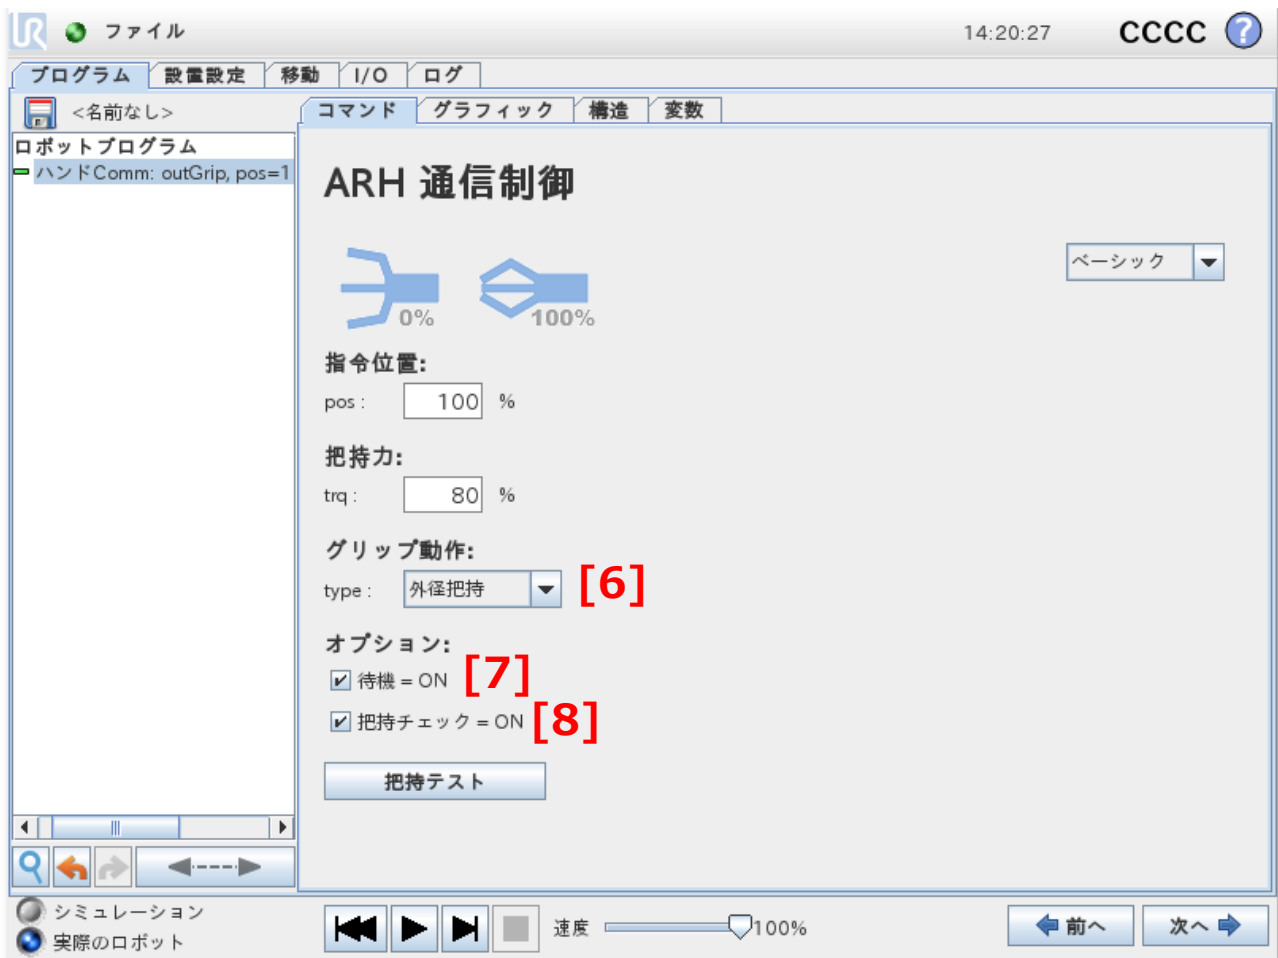 UR ファイル 14:20:27 CCCC ?
プログラム 設置設定 移動 I/O ログ
<名前なし> コマンド グラフィック 構造 変数
ロボットプログラム
ハンドComm: outGrip, pos=1
ARH 通信制御
ベーシック
0% 100%
指令位置:
pos : 100 %
把持力:
trq : 80 %
グリップ動作:
type : 外径把持 [6]
オプション:
待機 = ON [7]
把持チェック = ON [8]
把持テスト
シミュレーション
実際のロボット
速度 100% 前へ 次へ